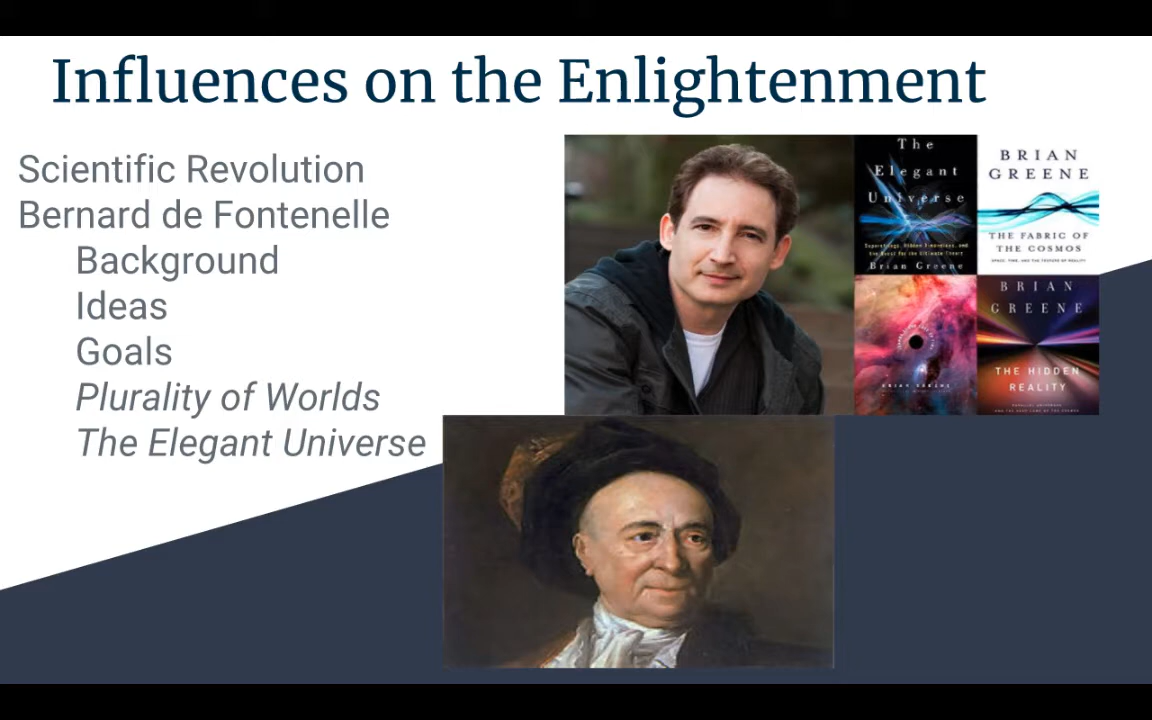 Influences on the Enlightenment
Scientific Revolution
Bernard de Fontenelle
Background
Ideas
Goals
Plurality of Worlds
The Elegant Universe
The
Elegant
Universe
Brian Greene
BRIAN
GREENE
THE FABRIC OF
THE COSMOS
SPACE, TIME, AND THE TEXTURE OF REALITY
BRIAN GREENE
BRIAN
GREENE
THE HIDDEN
REALITY